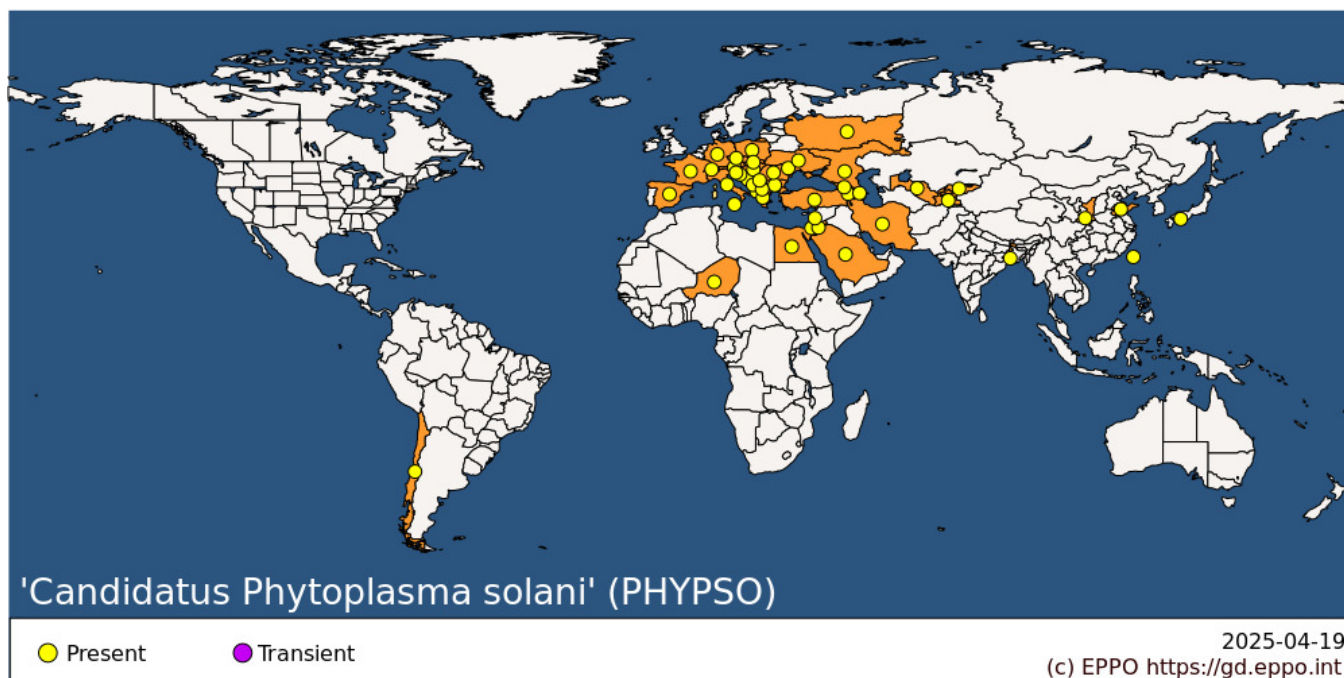 'Candidatus Phytoplasma solani' (PHYPSO)
Present
Transient
2025-04-19
(c) EPPO https://gd.eppo.int